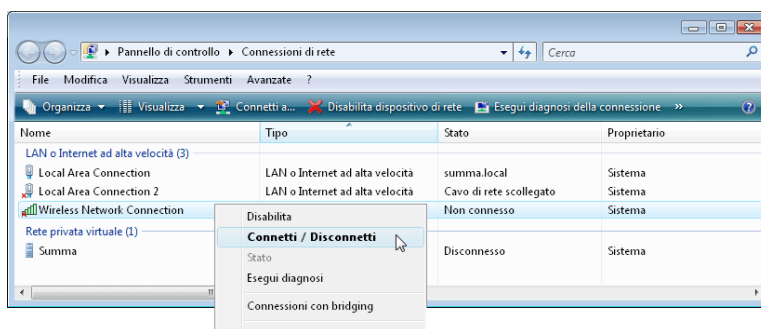 Pannello di controllo Connessioni di rete Cerca
File Modifica Visualizza Strumenti Avanzate ?
Organizza Visualizza Connetti a... Disabilita dispositivo di rete Esegui diagnosi della connessione » ?
Nome Tipo Stato Proprietario
LAN o Internet ad alta velocità (3)
Local Area Connection LAN o Internet ad alta velocità summa.local Sistema
Local Area Connection 2 LAN o Internet ad alta velocità Cavo di rete scollegato Sistema
Wireless Network Connection Non connesso Sistema
Disabilita
Rete privata virtuale (1)
Connetti / Disconnetti
Summa Disconnesso Sistema
Stato
Esegui diagnosi
Connessioni con bridging